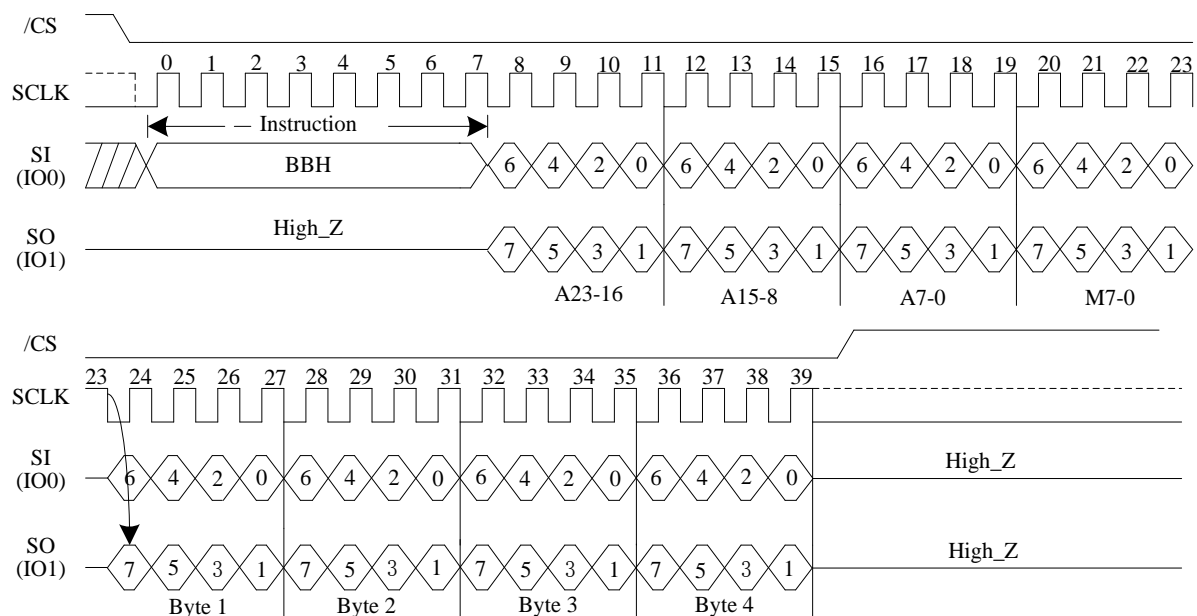 /CS
0 1 2 3 4 5 6 7 8 9 10 11 12 13 14 15 16 17 18 19 20 21 22 23
SCLK
Instruction
SI
(IO0)
BBH 6 4 2 0 6 4 2 0 6 4 2 0 6 4 2 0
SO
(IO1)
High_Z 7 5 3 1 7 5 3 1 7 5 3 1 7 5 3 1
A23-16 A15-8 A7-0 M7-0
/CS
23 24 25 26 27 28 29 30 31 32 33 34 35 36 37 38 39
SCLK
SI
(IO0)
6 4 2 0 6 4 2 0 6 4 2 0 6 4 2 0 High_Z
SO
(IO1)
7 5 3 1 7 5 3 1 7 5 3 1 7 5 3 1 High_Z
Byte 1 Byte 2 Byte 3 Byte 4